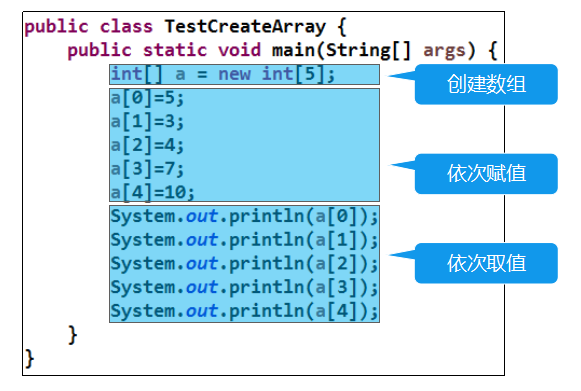 public class TestCreateArray {
public static void main(String[] args) {
int[] a = new int[5];
创建数组
a[0]=5;
a[1]=3;
a[2]=4;
a[3]=7;
a[4]=10;
依次赋值
System.out.println(a[0]);
System.out.println(a[1]);
System.out.println(a[2]);
System.out.println(a[3]);
System.out.println(a[4]);
依次取值
}
}